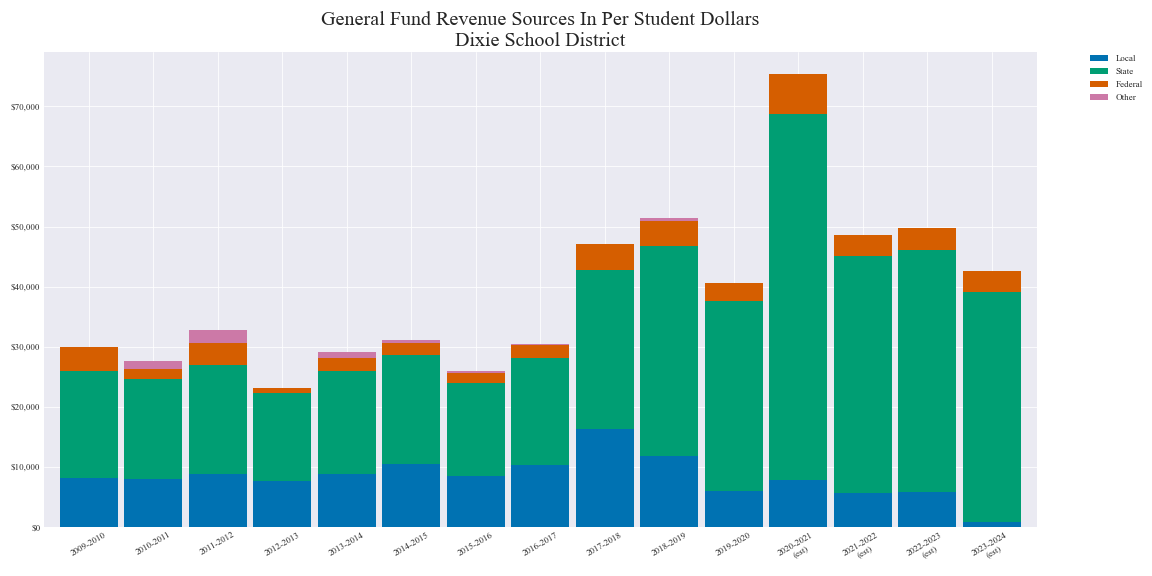 General Fund Revenue Sources In Per Student Dollars
Dixie School District
Local
State
Federal
Other
$70,000
$60,000
$50,000
$40,000
$30,000
$20,000
$10,000
$0
2009-2010
2010-2011
2011-2012
2012-2013
2013-2014
2014-2015
2015-2016
2016-2017
2017-2018
2018-2019
2019-2020
2020-2021
(est)
2021-2022
(est)
2022-2023
(est)
2023-2024
(est)